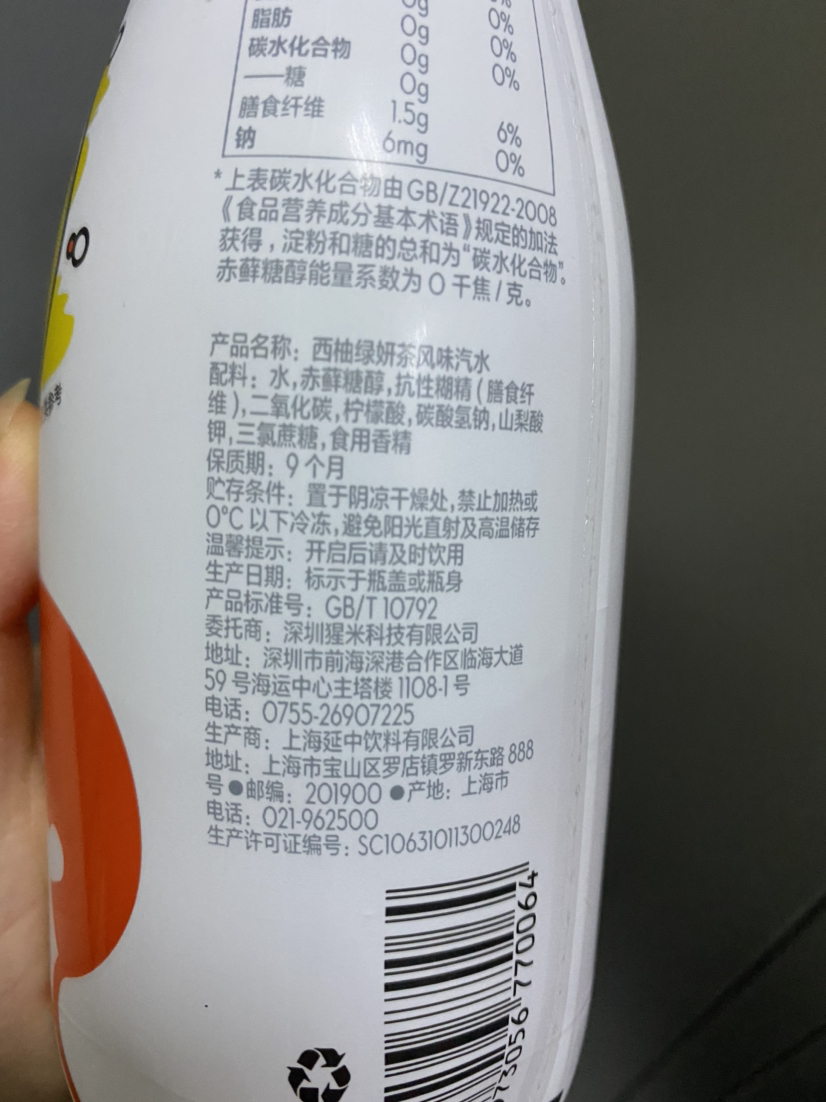 脂肪 0g 0%
碳水化合物 0g 0%
——糖 0g 0%
膳食纤维 1.5g 6%
钠 6mg 0%
*上表碳水化合物由GB/Z21922-2008
《食品营养成分基本术语》规定的加法
获得，淀粉和糖的总和为“碳水化合物”。
赤藓糖醇能量系数为 0 千焦/克。
产品名称：西柚绿妍茶风味汽水
配料：水,赤藓糖醇,抗性糊精(膳食纤
维),二氧化碳,柠檬酸,碳酸氢钠,山梨酸
钾,三氯蔗糖,食用香精
保质期：9个月
贮存条件：置于阴凉干燥处,禁止加热或
0°C以下冷冻,避免阳光直射及高温储存
温馨提示：开启后请及时饮用
生产日期：标示于瓶盖或瓶身
产品标准号：GB/T 10792
委托商：深圳猩米科技有限公司
地址：深圳市前海深港合作区临海大道
59号海运中心主塔楼1108-1号
电话：0755-26907225
生产商：上海延中饮料有限公司
地址：上海市宝山区罗店镇罗新东路888
号●邮编：201900 ●产地：上海市
电话：021-962500
生产许可证编号：SC10631011300248
73056 770064